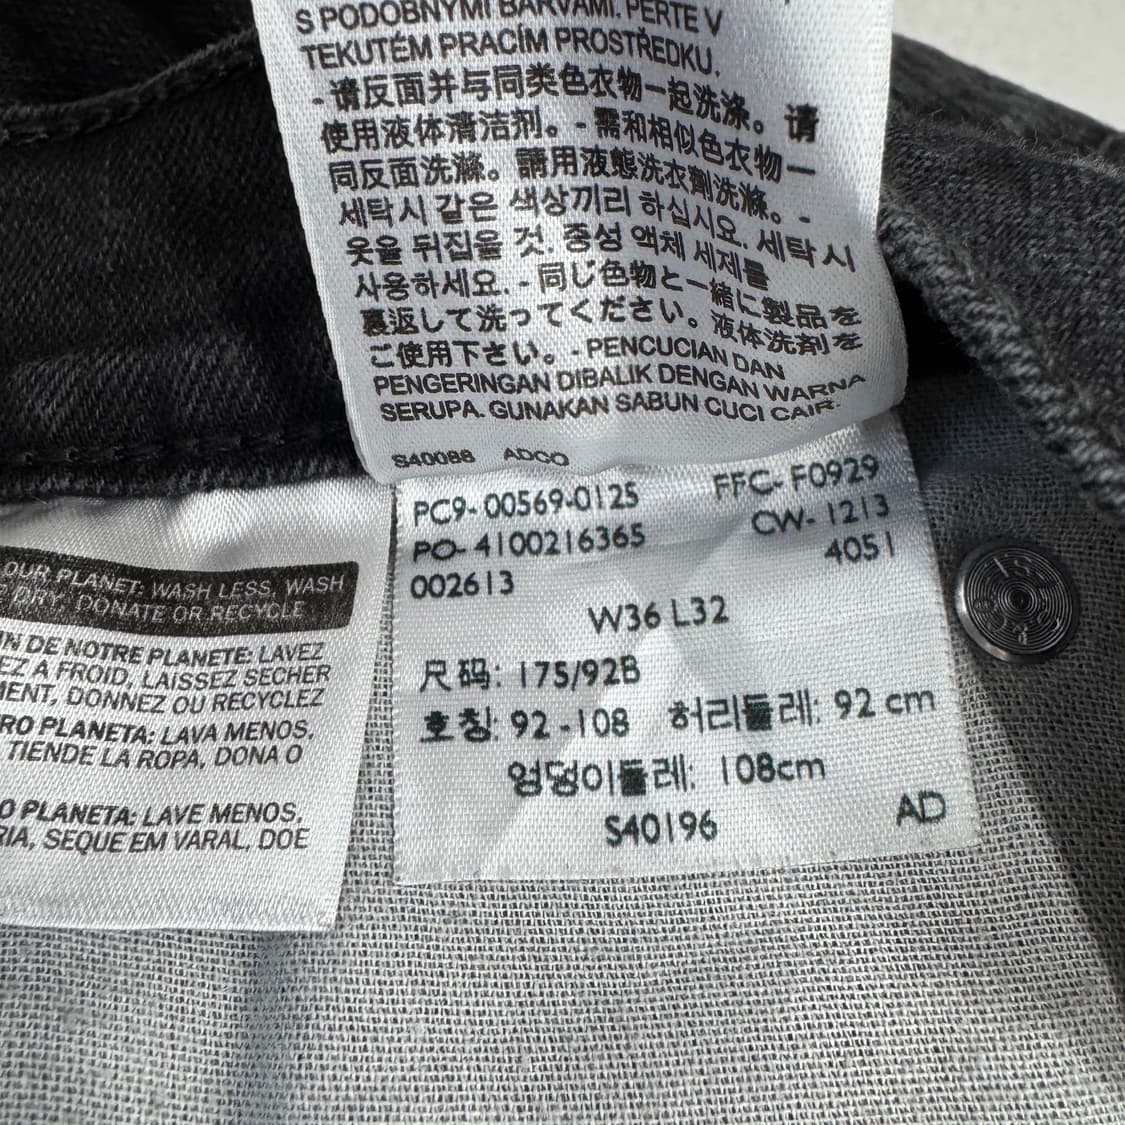 S PODOBNÝMI BARVAMI. PERTE V
TEKUTÉM PRACÍM PROSTŘEDKU.
- 请反面并与同类色衣物一起洗涤。请
使用液体清洁剂。- 需和相似色衣物一
同反面洗滌。請用液態洗衣劑洗滌。-
세탁시 같은 색상끼리 하십시요. 세탁 시
옷을 뒤집을 것. 중성 액체 세제를
사용하세요. - 同じ色物と一緒に製品を
裏返して洗ってください。液体洗剤を
ご使用下さい。- PENCUCIAN DAN
PENGERINGAN DIBALIK DENGAN WARNA
SERUPA. GUNAKAN SABUN CUCI CAIR.
S40088 ADCO
PC9-00569-0125 FFC-F0929
PO-4100216365 CW-1213
002613 4051
W36 L32
尺码: 175/92B
호칭: 92-108 허리둘레: 92 cm
엉덩이둘레: 108cm
S40196 AD
OUR PLANET: WASH LESS, WASH
DRY, DONATE OR RECYCLE
DE NOTRE PLANETE: LAVEZ
A FROID, LAISSEZ SECHER
DONNEZ OU RECYCLEZ
PLANETA: LAVA MENOS,
TIENDE LA ROPA, DONA O
PLANETA: LAVE MENOS,
SEQUE EM VARAL, DOE